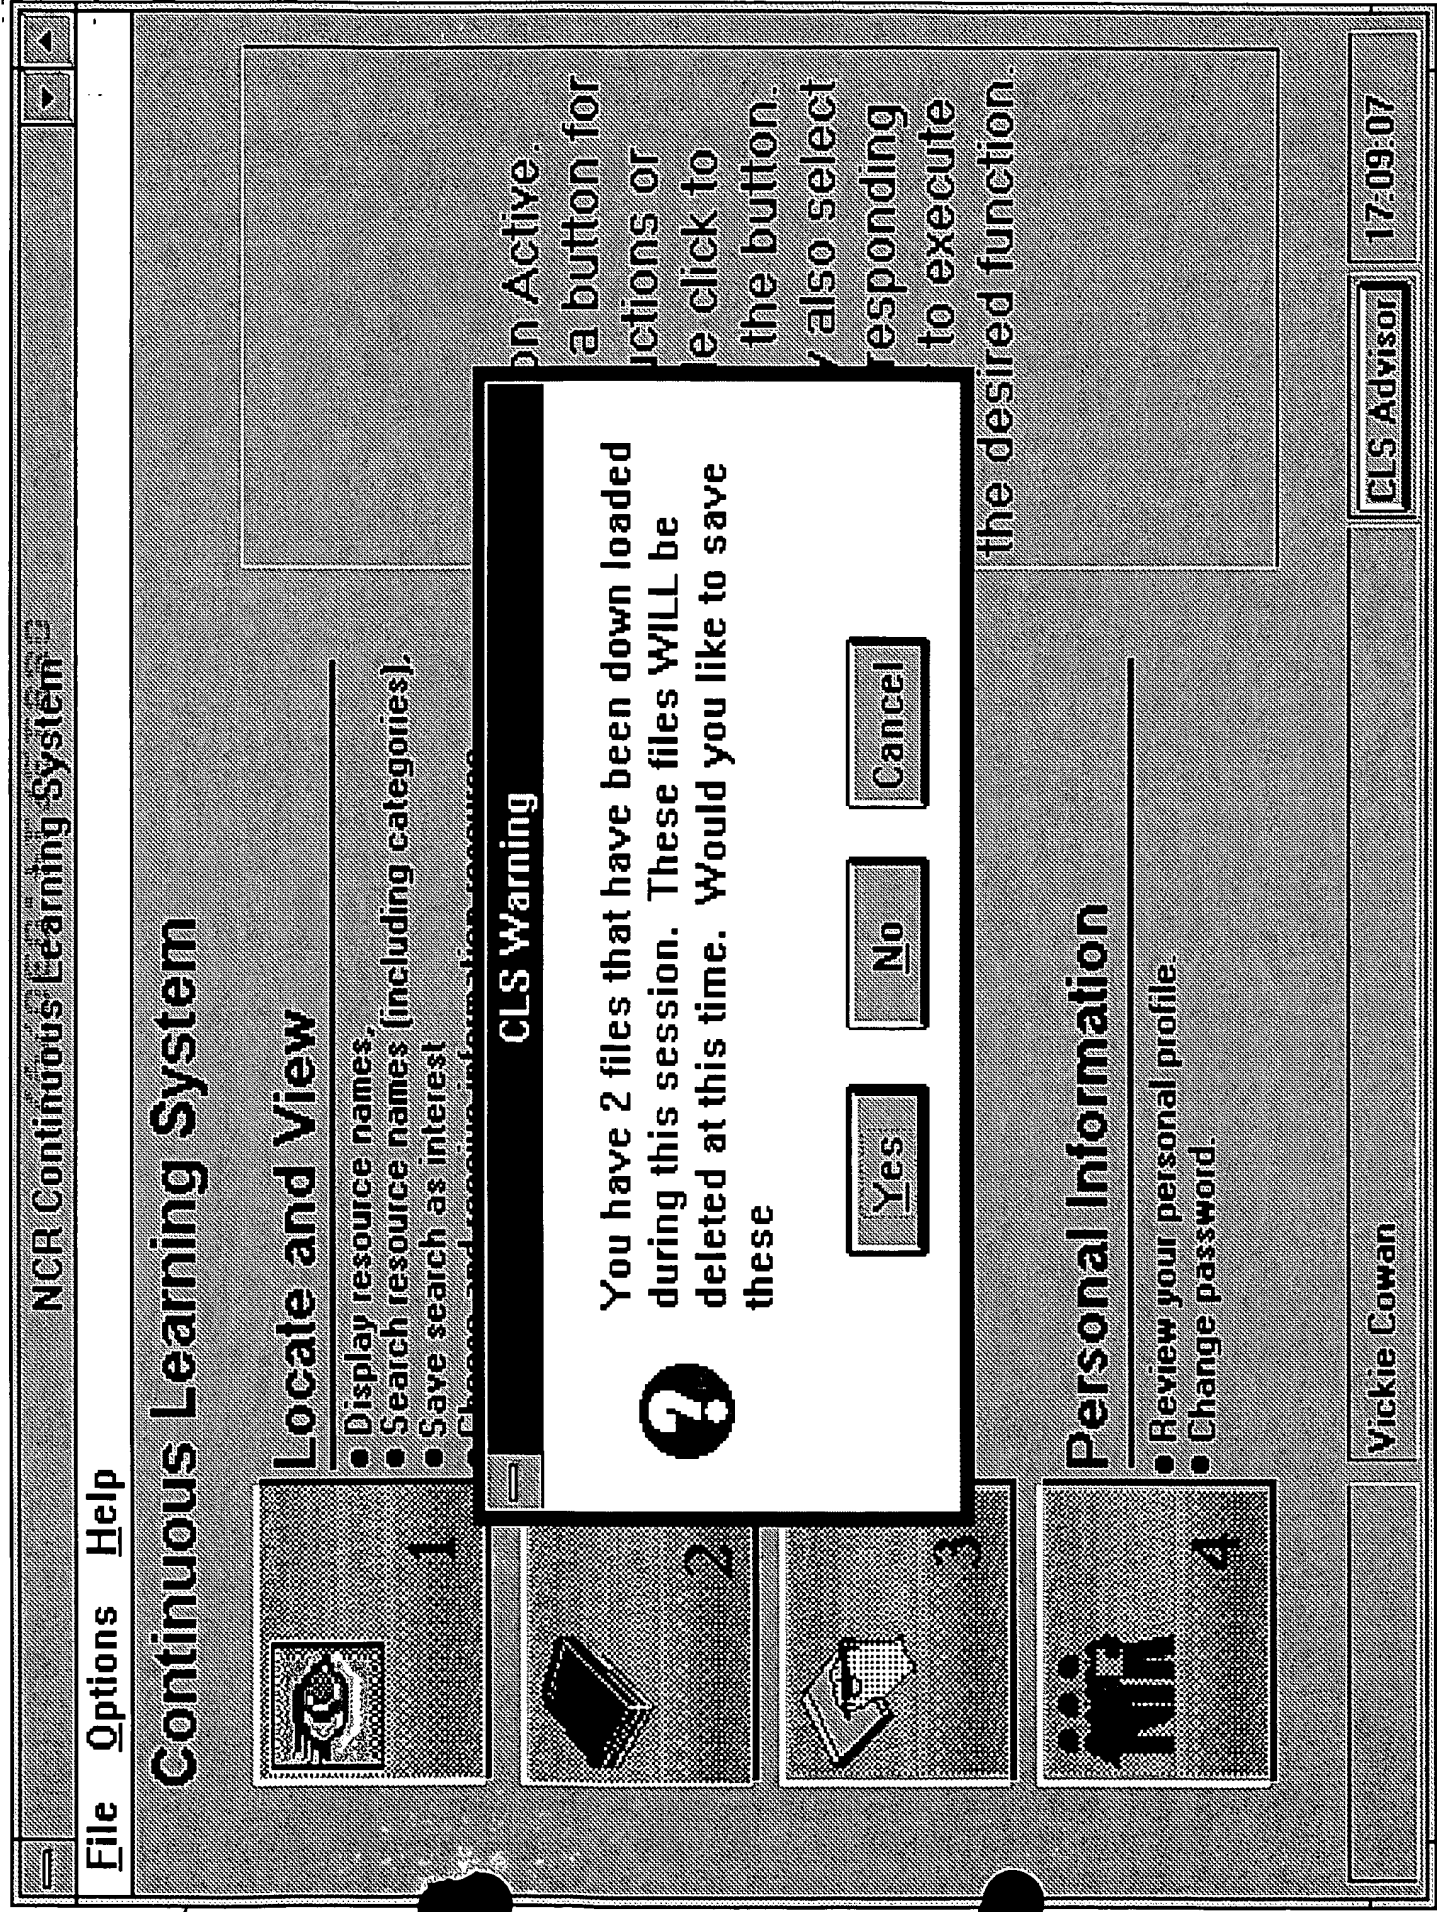 NCR Continuous Learning System
File Options Help
Continuous Learning System
1
Locate and View
● Display resource names.
● Search resource names (including categories).
● Save search as interest
2
3
on Active.
a button for
ctions or
e click to
the button.
also select
responding
to execute
the desired function.
CLS Warning
?
You have 2 files that have been down loaded
during this session. These files WILL be
deleted at this time. Would you like to save
these
Yes No Cancel
4
Personal Information
● Review your personal profile.
● Change password.
Vickie Cowan
CLS Advisor
17:09:07